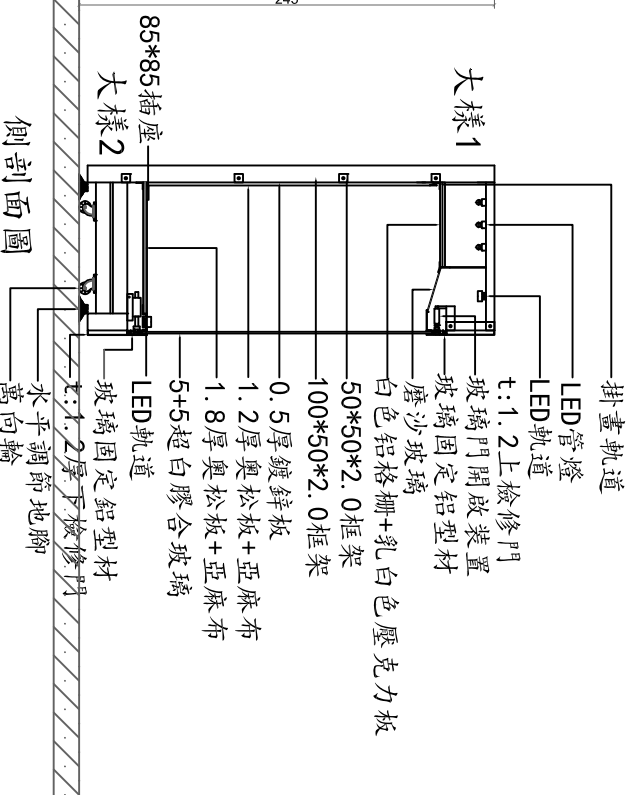 掛畫軌道
LED管燈
LED軌道
t:1.2上檢修門
玻璃門開啟裝置
玻璃固定铝型材
磨沙玻璃
白色铝格柵+乳白色壓克力板
50*50*2.0框架
100*50*2.0框架
0.5厚鍍鋅板
1.2厚奥松板+亞麻布
1.8厚奥松板+亞麻布
5+5超白膠合玻璃
LED軌道
玻璃固定鋁型材
t:1.2厚下檢修門
水平調節地腳
萬向輪
大樣1
85*85插座
大樣2
側剖面圖